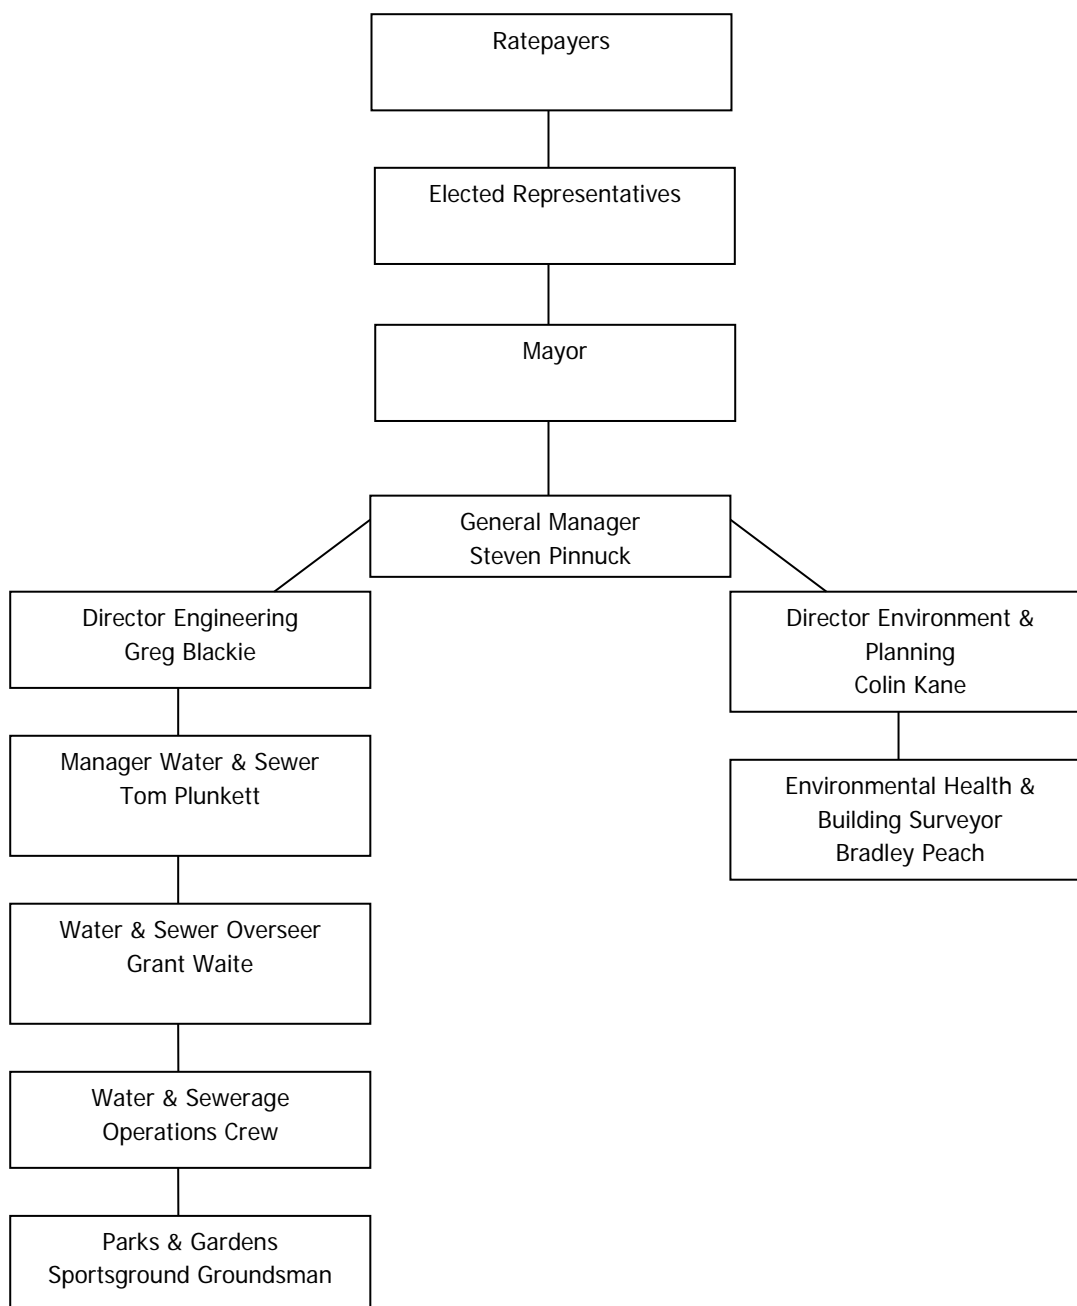 Ratepayers
Elected Representatives
Mayor
General Manager
Steven Pinnuck
Director Engineering
Greg Blackie
Director Environment &
Planning
Colin Kane
Manager Water & Sewer
Tom Plunkett
Environmental Health &
Building Surveyor
Bradley Peach
Water & Sewer Overseer
Grant Waite
Water & Sewerage
Operations Crew
Parks & Gardens
Sportsground Groundsman